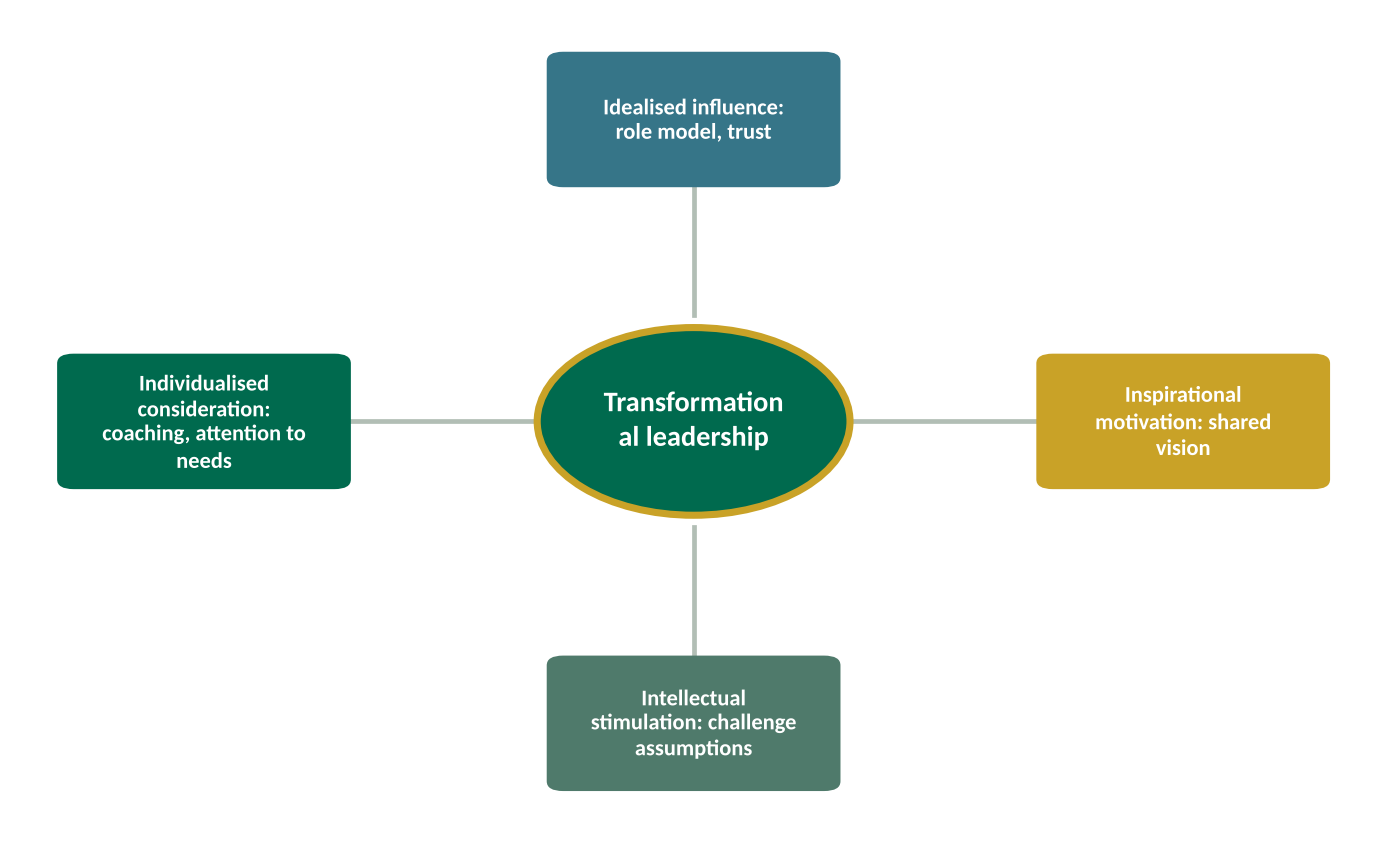 Idealised influence:
role model, trust
Individualised
consideration:
coaching, attention to
needs
Transformation
al leadership
Inspirational
motivation: shared
vision
Intellectual
stimulation: challenge
assumptions